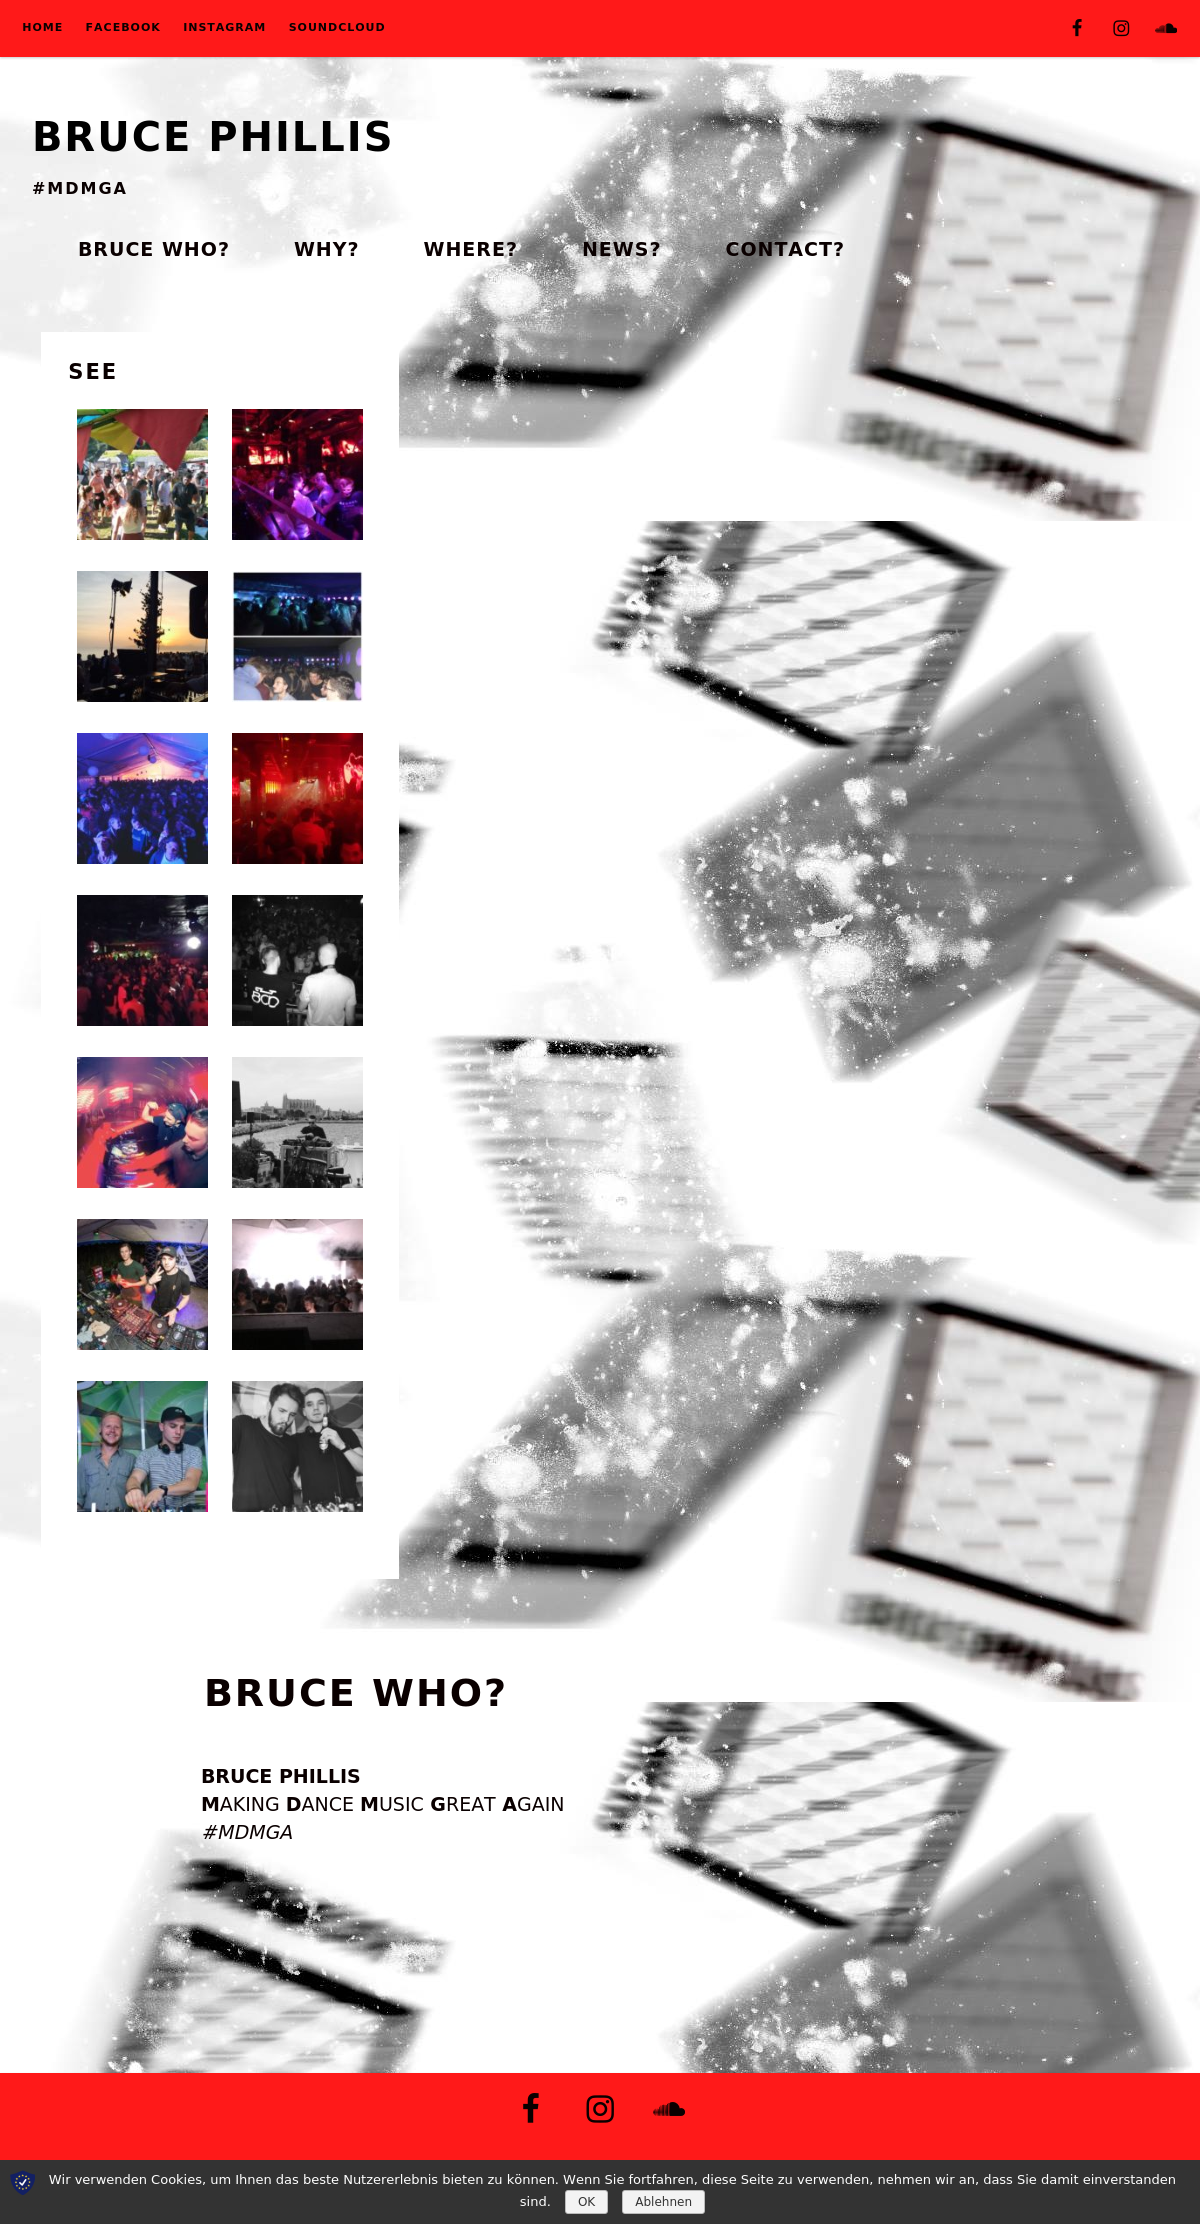 HOME FACEBOOK INSTAGRAM SOUNDCLOUD
BRUCE PHILLIS
#MDMGA
BRUCE WHO? WHY? WHERE? NEWS? CONTACT?
SEE
BRUCE WHO?
BRUCE PHILLIS
MAKING DANCE MUSIC GREAT AGAIN
#MDMGA
Wir verwenden Cookies, um Ihnen das beste Nutzererlebnis bieten zu können. Wenn Sie fortfahren, diese Seite zu verwenden, nehmen wir an, dass Sie damit einverstanden
sind. OK Ablehnen